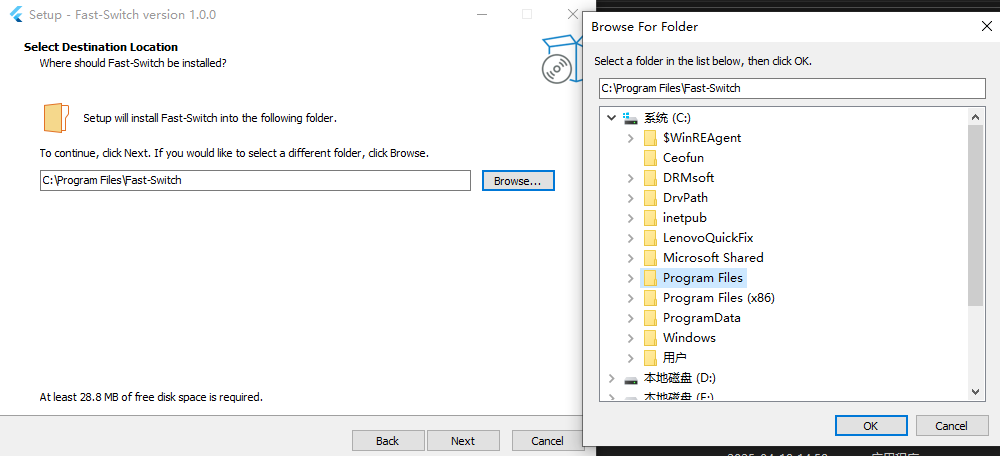 Setup - Fast-Switch version 1.0.0
Select Destination Location
Where should Fast-Switch be installed?
Setup will install Fast-Switch into the following folder.
To continue, click Next. If you would like to select a different folder, click Browse.
C:\Program Files\Fast-Switch
Browse...
At least 28.8 MB of free disk space is required.
Back
Next
Cancel
Browse For Folder
Select a folder in the list below, then click OK.
C:\Program Files\Fast-Switch
系统 (C:)
$WinREAgent
Ceofun
DRMsoft
DrvPath
inetpub
LenovoQuickFix
Microsoft Shared
Program Files
Program Files (x86)
ProgramData
Windows
用户
本地磁盘 (D:)
本地磁盘
OK
Cancel